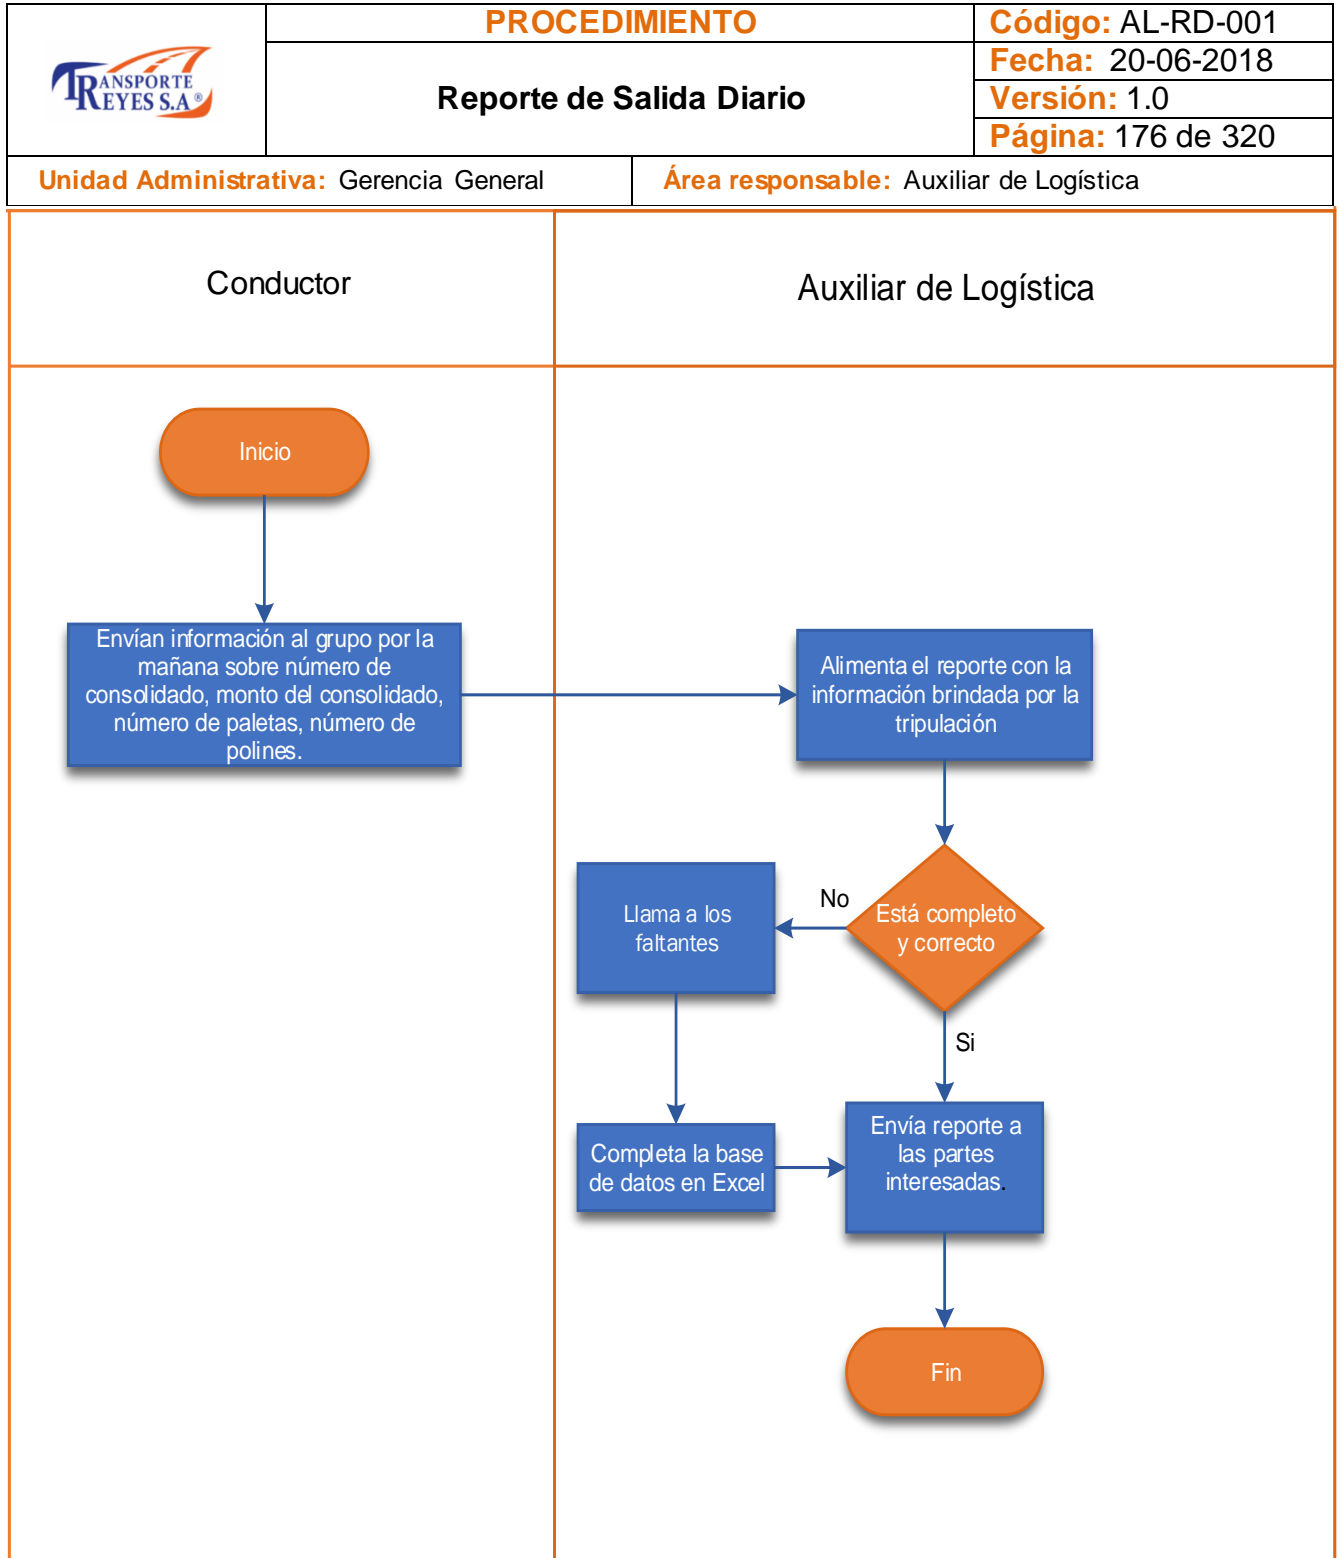 TRANSPORTE
REYES S.A®
PROCEDIMIENTO
Reporte de Salida Diario
Código: AL-RD-001
Fecha: 20-06-2018
Versión: 1.0
Página: 176 de 320
Unidad Administrativa: Gerencia General
Área responsable: Auxiliar de Logística
Conductor
Auxiliar de Logística
Inicio
Envían información al grupo por la
mañana sobre número de
consolidado, monto del consolidado,
número de paletas, número de
polines.
Alimenta el reporte con la
información brindada por la
tripulación
Está completo
y correcto
No
Llama a los
faltantes
Si
Completa la base
de datos en Excel
Envía reporte a
las partes
interesadas.
Fin